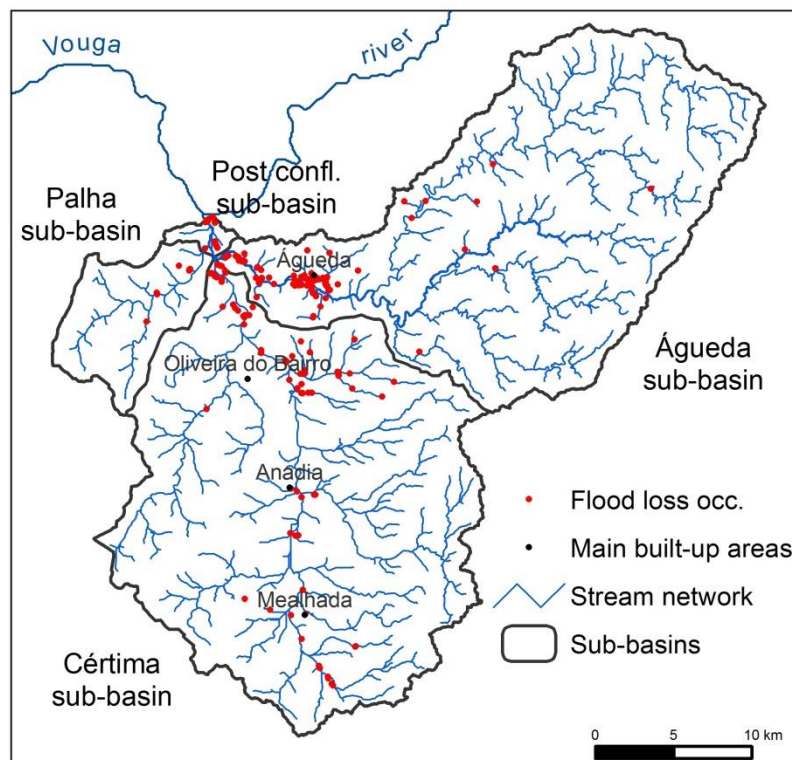 Vouga
river
Post confl.
sub-basin
Palha
sub-basin
Águeda
Águeda
sub-basin
Oliveira do Bairro
Anadia
Mealhada
Cértima
sub-basin
Flood loss occ.
Main built-up areas
Stream network
Sub-basins
0 5 10 km